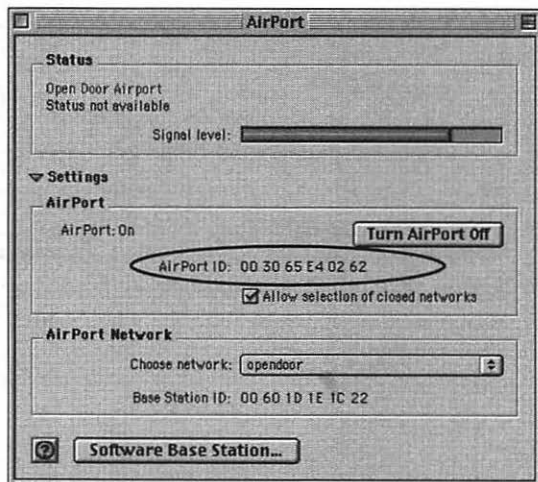 AirPort
Status
Open Door Airport
Status not available
Signal level:
Settings
AirPort
AirPort: On
Turn AirPort Off
AirPort ID: 00 30 65 E4 02 62
Allow selection of closed networks
AirPort Network
Choose network: opendoor
Base Station ID: 00 60 1D 1E 1C 22
?
Software Base Station...